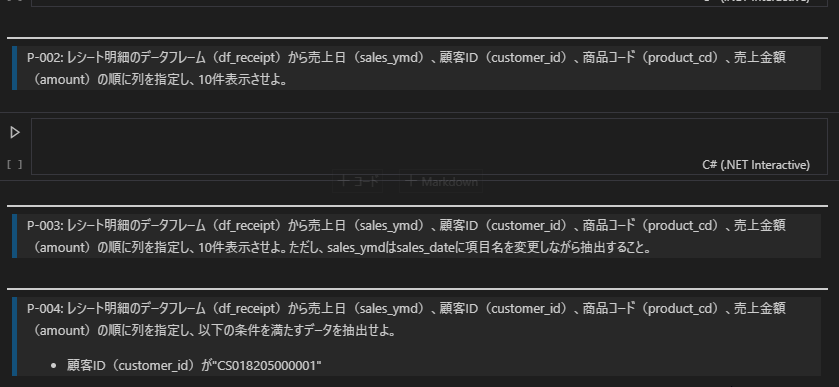 C# (.NET Interactive)
P-002: レシート明細のデータフレーム（df_receipt）から売上日（sales_ymd）、顧客ID（customer_id）、商品コード（product_cd）、売上金額
（amount）の順に列を指定し、10件表示させよ。
[ ]
C# (.NET Interactive)
+ コード + Markdown
P-003: レシート明細のデータフレーム（df_receipt）から売上日（sales_ymd）、顧客ID（customer_id）、商品コード（product_cd）、売上金額
（amount）の順に列を指定し、10件表示させよ。ただし、sales_ymdはsales_dateに項目名を変更しながら抽出すること。
P-004: レシート明細のデータフレーム（df_receipt）から売上日（sales_ymd）、顧客ID（customer_id）、商品コード（product_cd）、売上金額
（amount）の順に列を指定し、以下の条件を満たすデータを抽出せよ。
• 顧客ID（customer_id）が"CS018205000001"